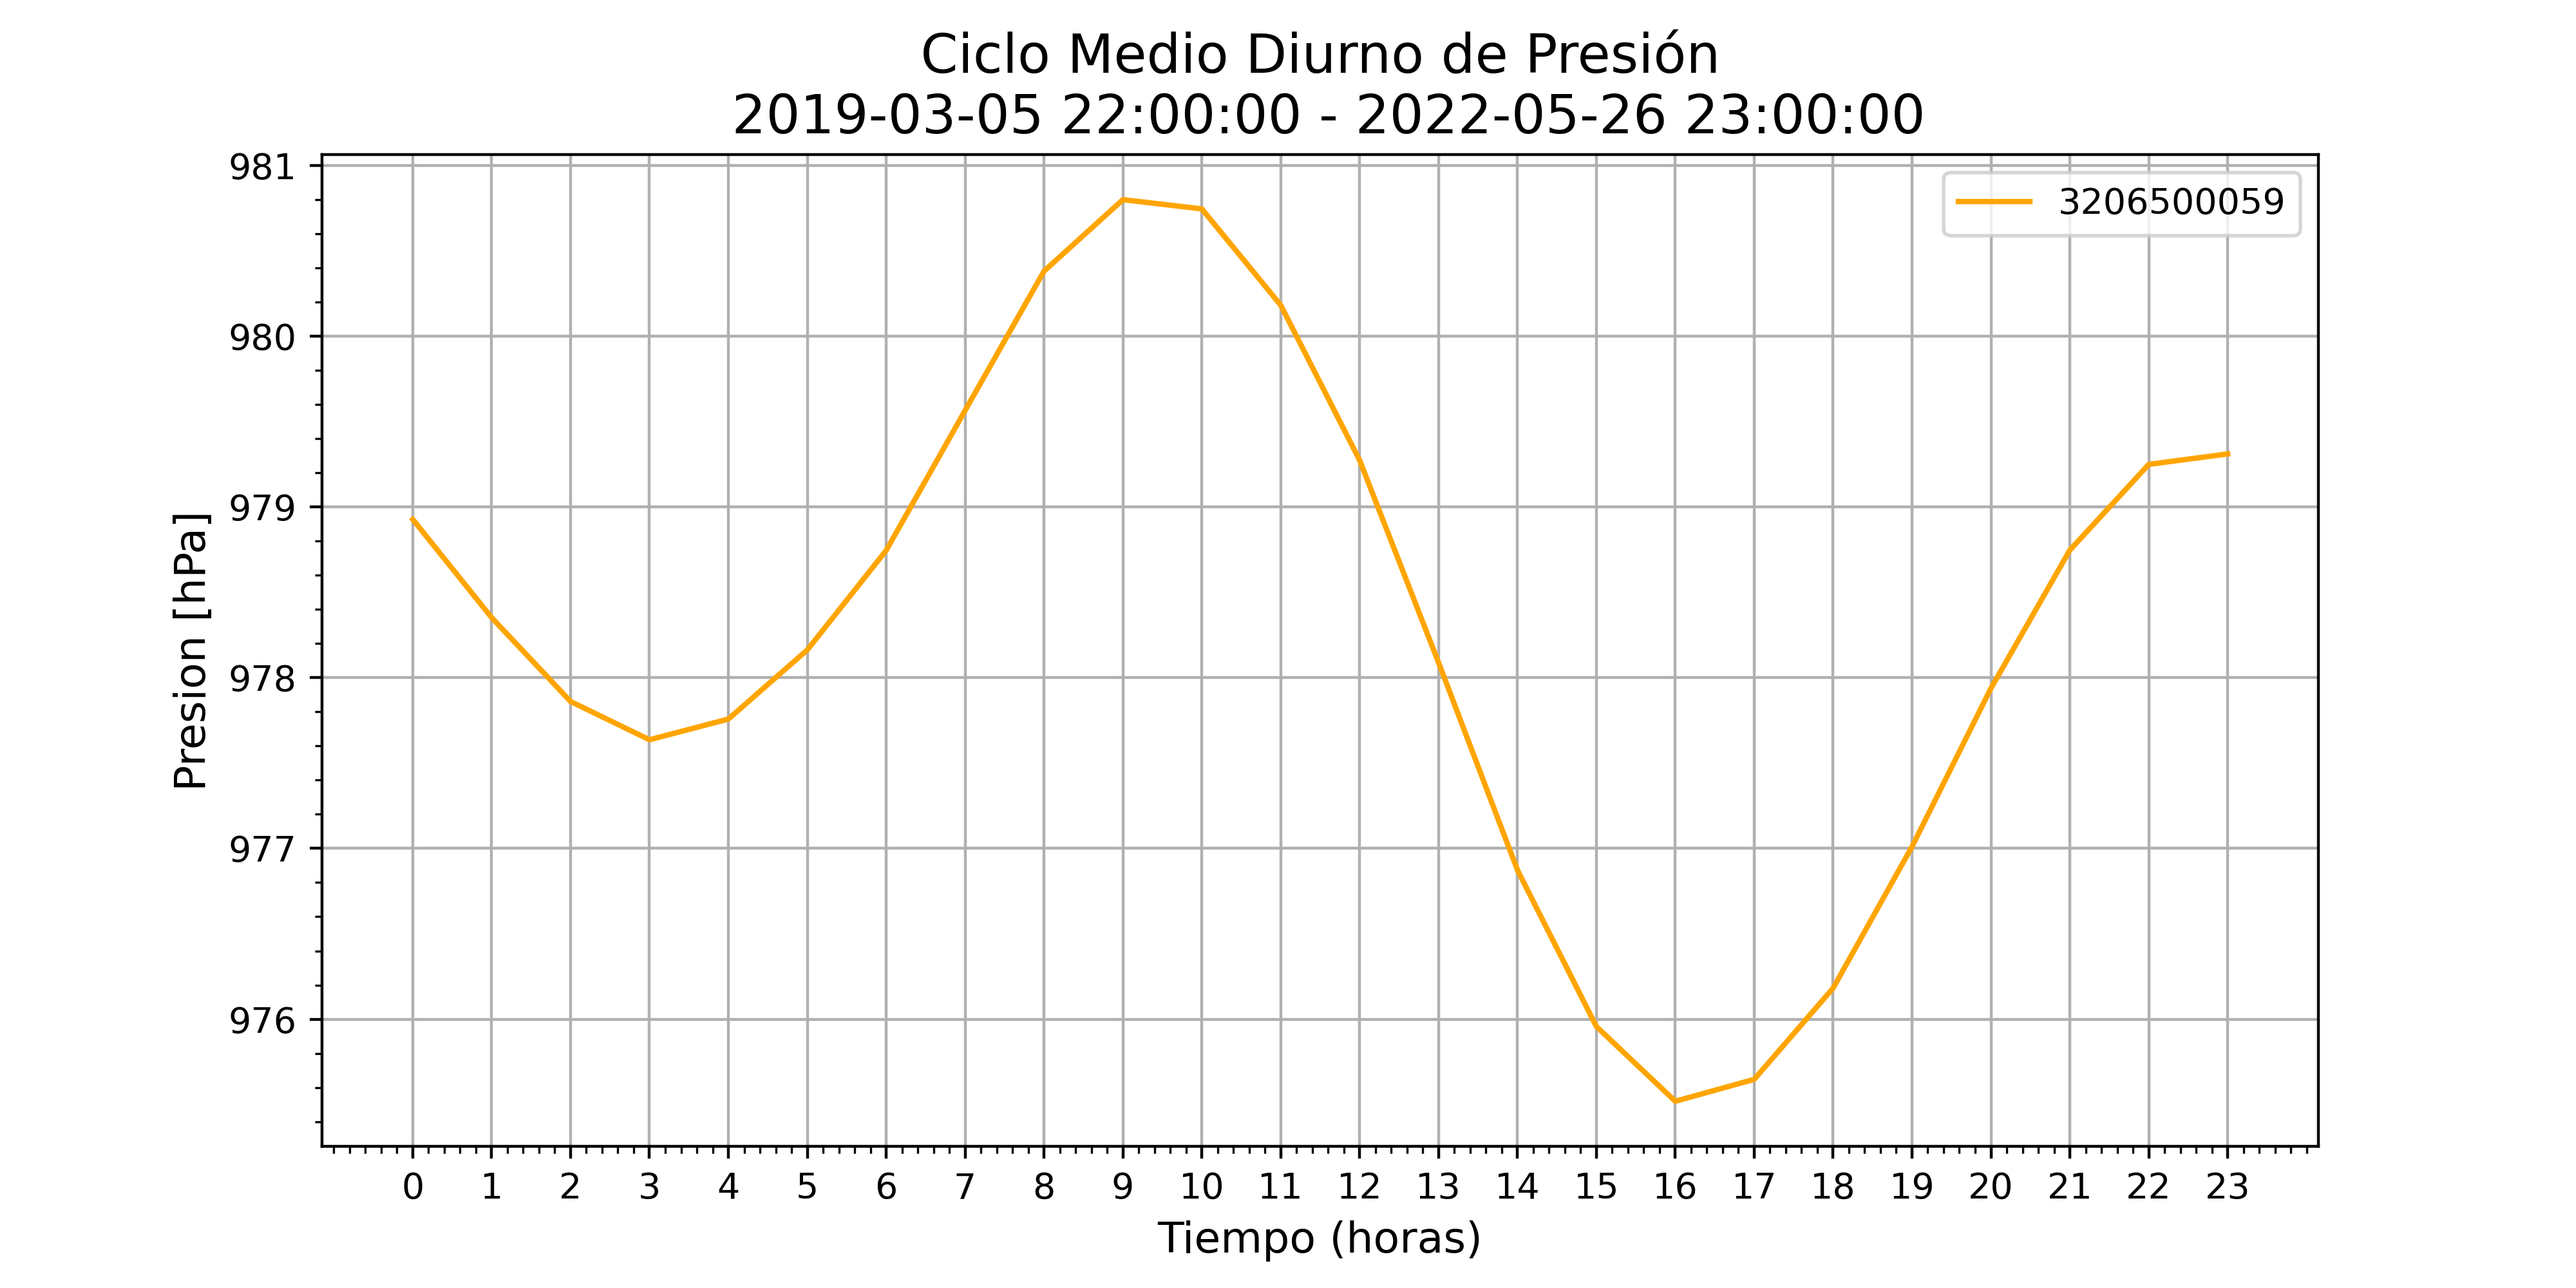 Ciclo Medio Diurno de Presión
2019-03-05 22:00:00 - 2022-05-26 23:00:00
981
980
979
978
977
976
Presion [hPa]
3206500059
0 1 2 3 4 5 6 7 8 9 10 11 12 13 14 15 16 17 18 19 20 21 22 23
Tiempo (horas)